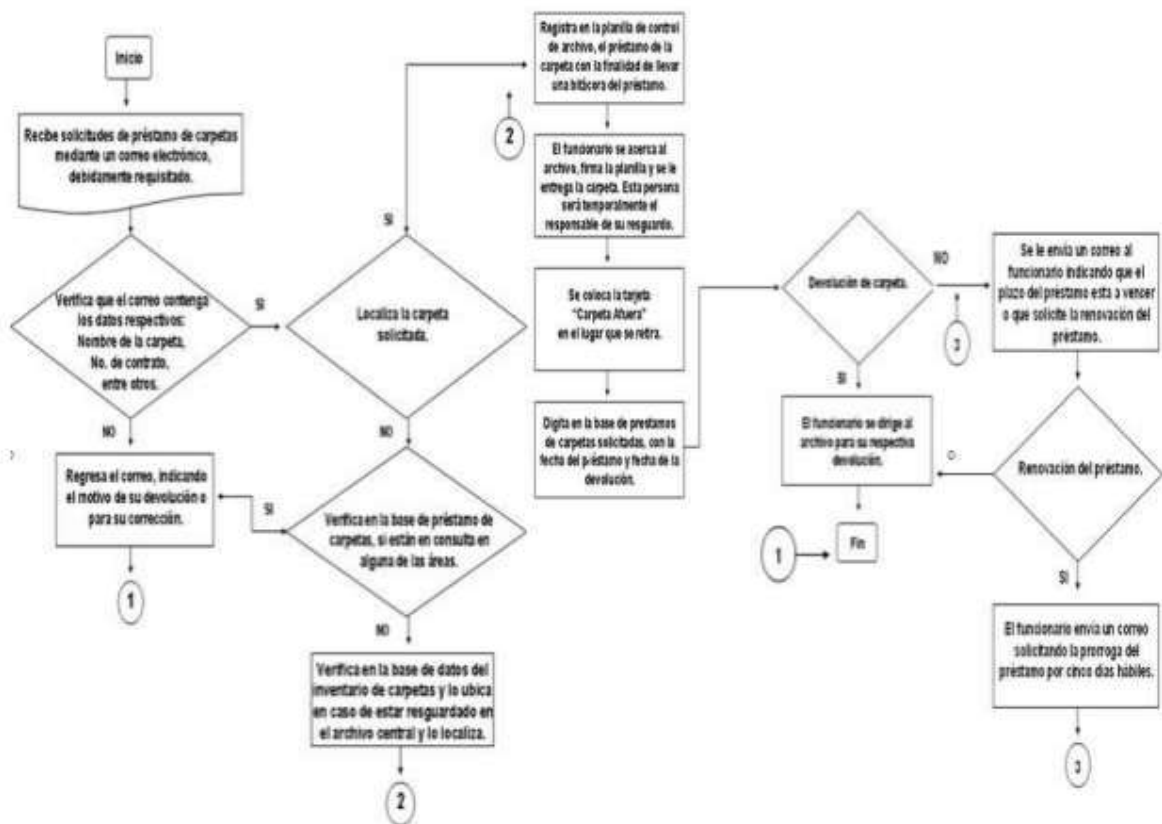 Inicio
Recibe solicitudes de préstamo de carpetas
mediante un correo electrónico,
debidamente requisitado.
Verifica que el correo contenga
los datos respectivos:
Nombre de la carpeta,
No. de contrato,
entre otros.
SI
NO
Regresa el correo, indicando
el motivo de su devolución o
para su corrección.
1
Localiza la carpeta
solicitada.
SI
NO
Verifica en la base de préstamo de
carpetas, si están en consulta en
alguna de las áreas.
SI
NO
Verifica en la base de datos del
inventario de carpetas y lo ubica
en caso de estar resguardado en
el archivo central y lo localiza.
2
Registra en la planilla de control
de archivo, el préstamo de la
carpeta con la finalidad de llevar
una bitácora del préstamo.
2
El funcionario se acerca al
archivo, firma la planilla y se le
entrega la carpeta. Esta persona
será temporalmente el
responsable de su resguardo.
Se coloca la tarjeta
"Carpeta Afuera"
en el lugar que se retira.
Digita en la base de prestamos
de carpetas solicitadas, con la
fecha del préstamo y fecha de la
devolución.
Devolución de carpeta.
NO
3
SI
El funcionario se dirige al
archivo para su respectiva
devolución.
1
Fin
Se le envía un correo al
funcionario indicando que el
plazo del préstamo esta a vencer
o que solicite la renovación del
préstamo.
O
Renovación del préstamo.
SI
El funcionario envía un correo
solicitando la prorroga del
préstamo por cinco días hábiles.
3